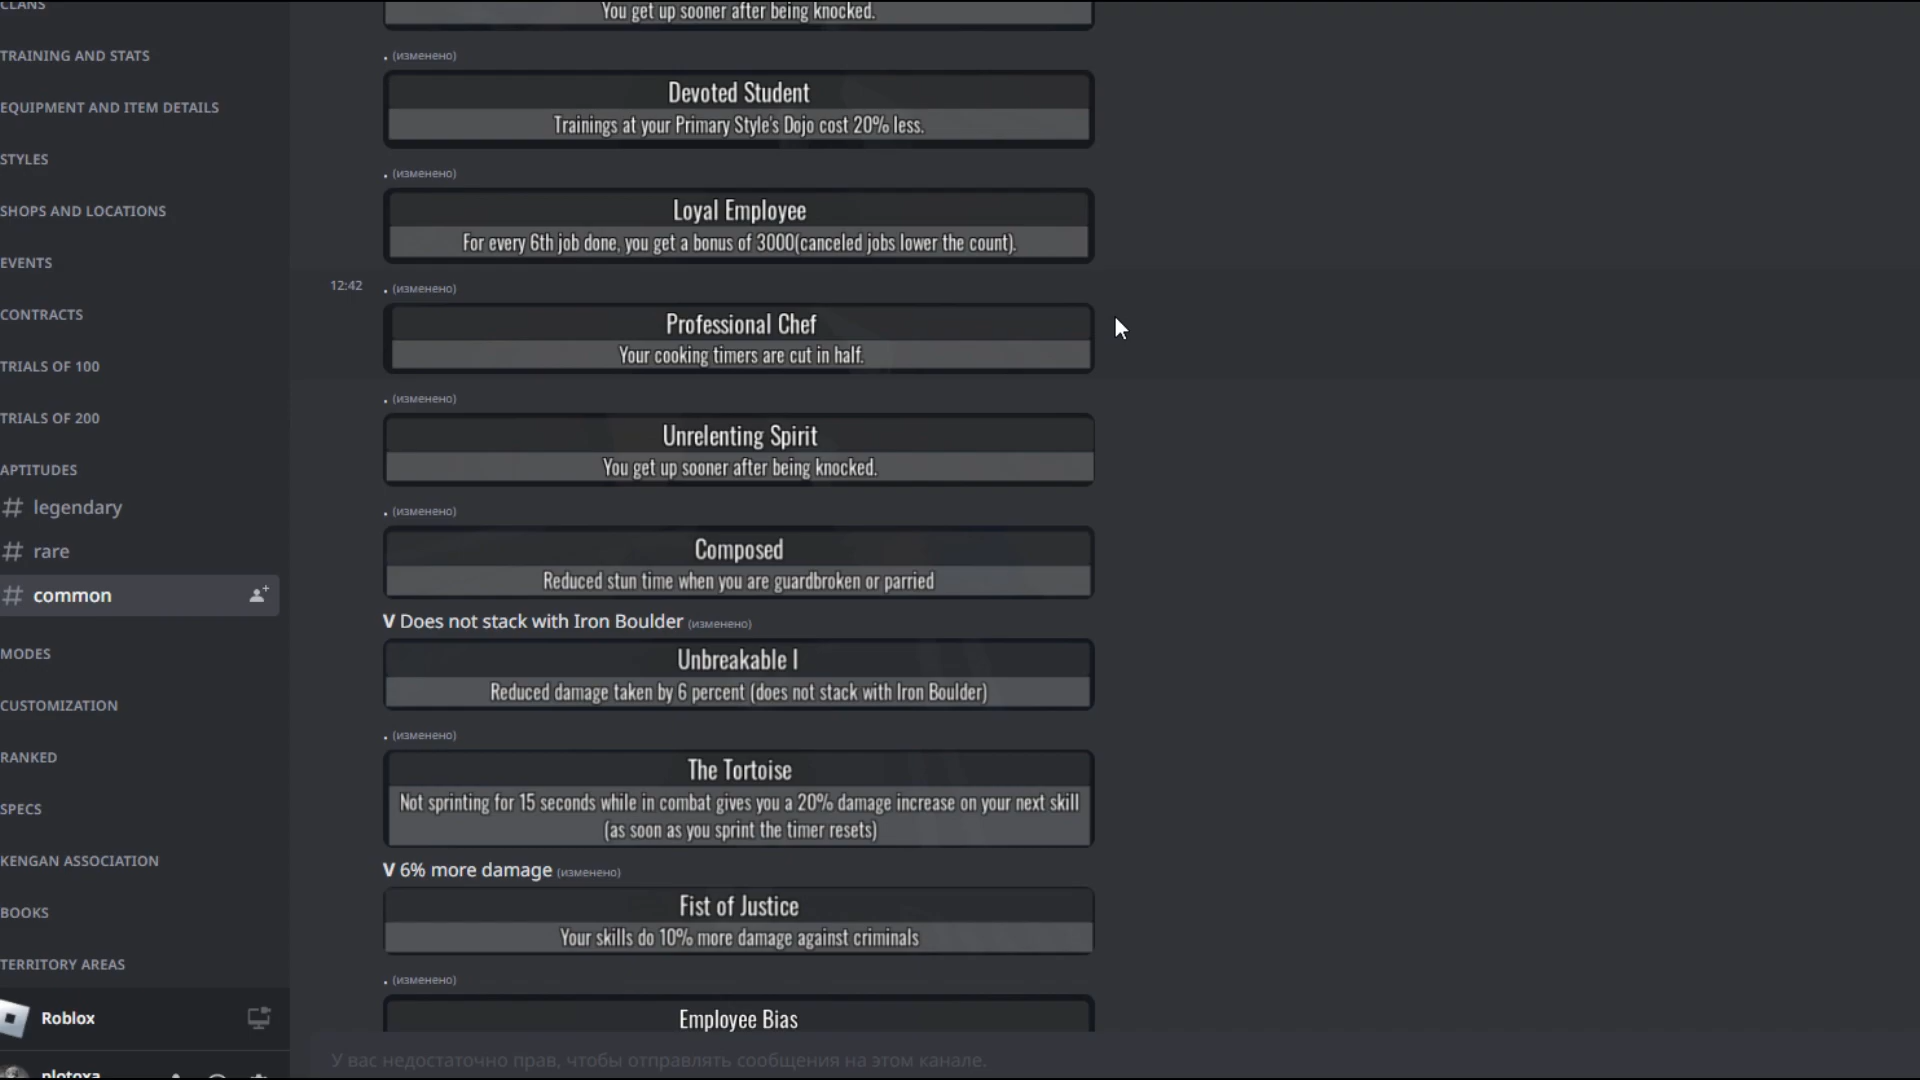 CLANS
TRAINING AND STATS
EQUIPMENT AND ITEM DETAILS
STYLES
SHOPS AND LOCATIONS
EVENTS
CONTRACTS
TRIALS OF 100
TRIALS OF 200
APTITUDES
# legendary
# rare
# common
MODES
CUSTOMIZATION
RANKED
SPECS
KENGAN ASSOCIATION
BOOKS
TERRITORY AREAS
Roblox
plotoxa
You get up sooner after being knocked.
. (изменено)
Devoted Student
Trainings at your Primary Style's Dojo cost 20% less.
. (изменено)
Loyal Employee
For every 6th job done, you get a bonus of 3000(canceled jobs lower the count).
12:42 . (изменено)
Professional Chef
Your cooking timers are cut in half.
. (изменено)
Unrelenting Spirit
You get up sooner after being knocked.
. (изменено)
Composed
Reduced stun time when you are guardbroken or parried
V Does not stack with Iron Boulder (изменено)
Unbreakable I
Reduced damage taken by 6 percent (does not stack with Iron Boulder)
. (изменено)
The Tortoise
Not sprinting for 15 seconds while in combat gives you a 20% damage increase on your next skill
(as soon as you sprint the timer resets)
V 6% more damage (изменено)
Fist of Justice
Your skills do 10% more damage against criminals
. (изменено)
Employee Bias
У вас недостаточно прав, чтобы отправлять сообщения на этом канале.